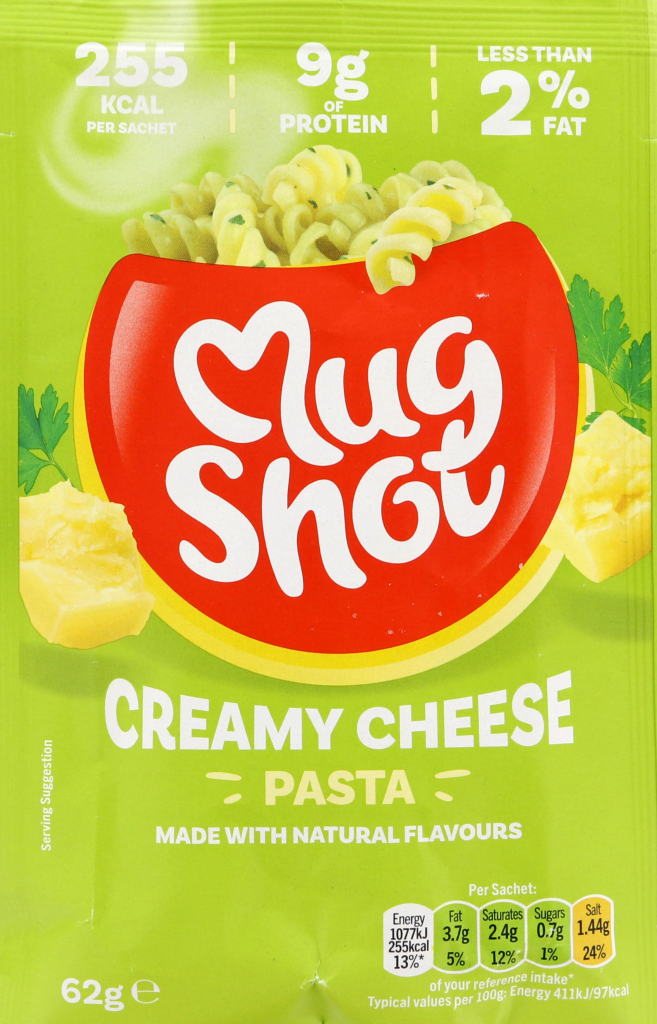 255
KCAL
PER SACHET
9g
OF
PROTEIN
LESS THAN
2%
FAT
Mug
Shot
CREAMY CHEESE
PASTA
MADE WITH NATURAL FLAVOURS
Serving Suggestion
Per Sachet:
Energy
1077kJ
255kcal
13%*
Fat
3.7g
5%
Saturates
2.4g
12%*
Sugars
0.7g
1%
Salt
1.44g
24%
of your reference intake*
Typical values per 100g: Energy 411kJ/97kcal
62g e